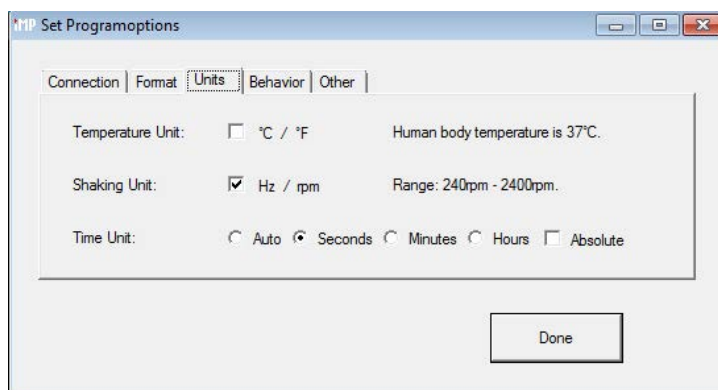 iMP Set Programoptions
Connection Format Units Behavior Other
Temperature Unit: °C / °F Human body temperature is 37°C.
Shaking Unit: Hz / rpm Range: 240rpm - 2400rpm.
Time Unit: Auto Seconds Minutes Hours Absolute
Done